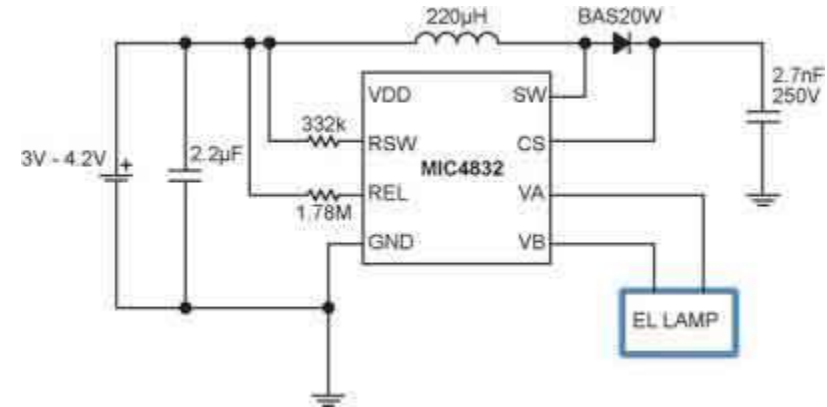 220µH
BAS20W
2.7nF
250V
VDD
SW
332k
RSW
CS
3V - 4.2V
+
2.2µF
MIC4832
REL
VA
1.78M
GND
VB
EL LAMP